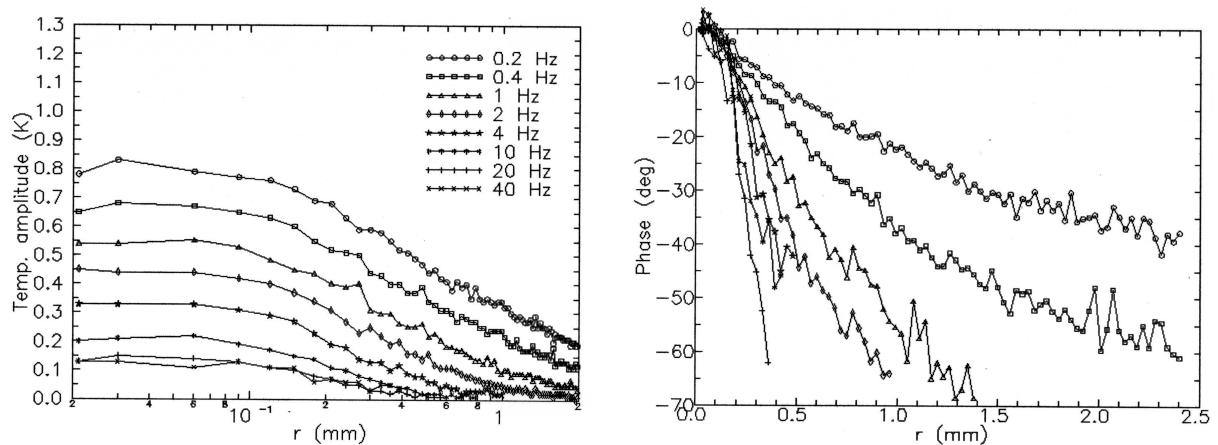 1.3
1.2
1.1
1.0
0.9
0.8
0.7
0.6
0.5
0.4
0.3
0.2
0.1
0.0
Temp. amplitude (K)
0.2 Hz
0.4 Hz
1 Hz
2 Hz
4 Hz
10 Hz
20 Hz
40 Hz
2 4 6 8 10⁻¹ 2 4 6 8 1 2
r (mm)
0
−10
−20
−30
−40
−50
−60
−70
Phase (deg)
0.0 0.5 1.0 1.5 2.0 2.5
r (mm)